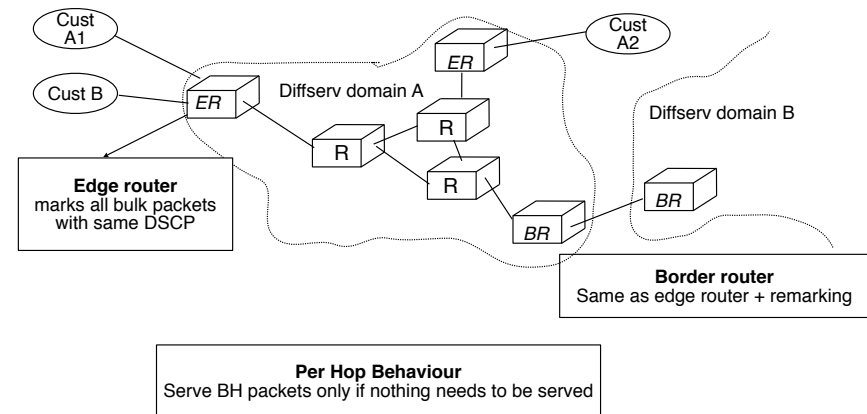 Cust
A1
Cust
A2
ER
Cust B
ER
Diffserv domain A
Diffserv domain B
R
R
R
Edge router
marks all bulk packets
with same DSCP
BR
BR
Border router
Same as edge router + remarking
Per Hop Behaviour
Serve BH packets only if nothing needs to be served